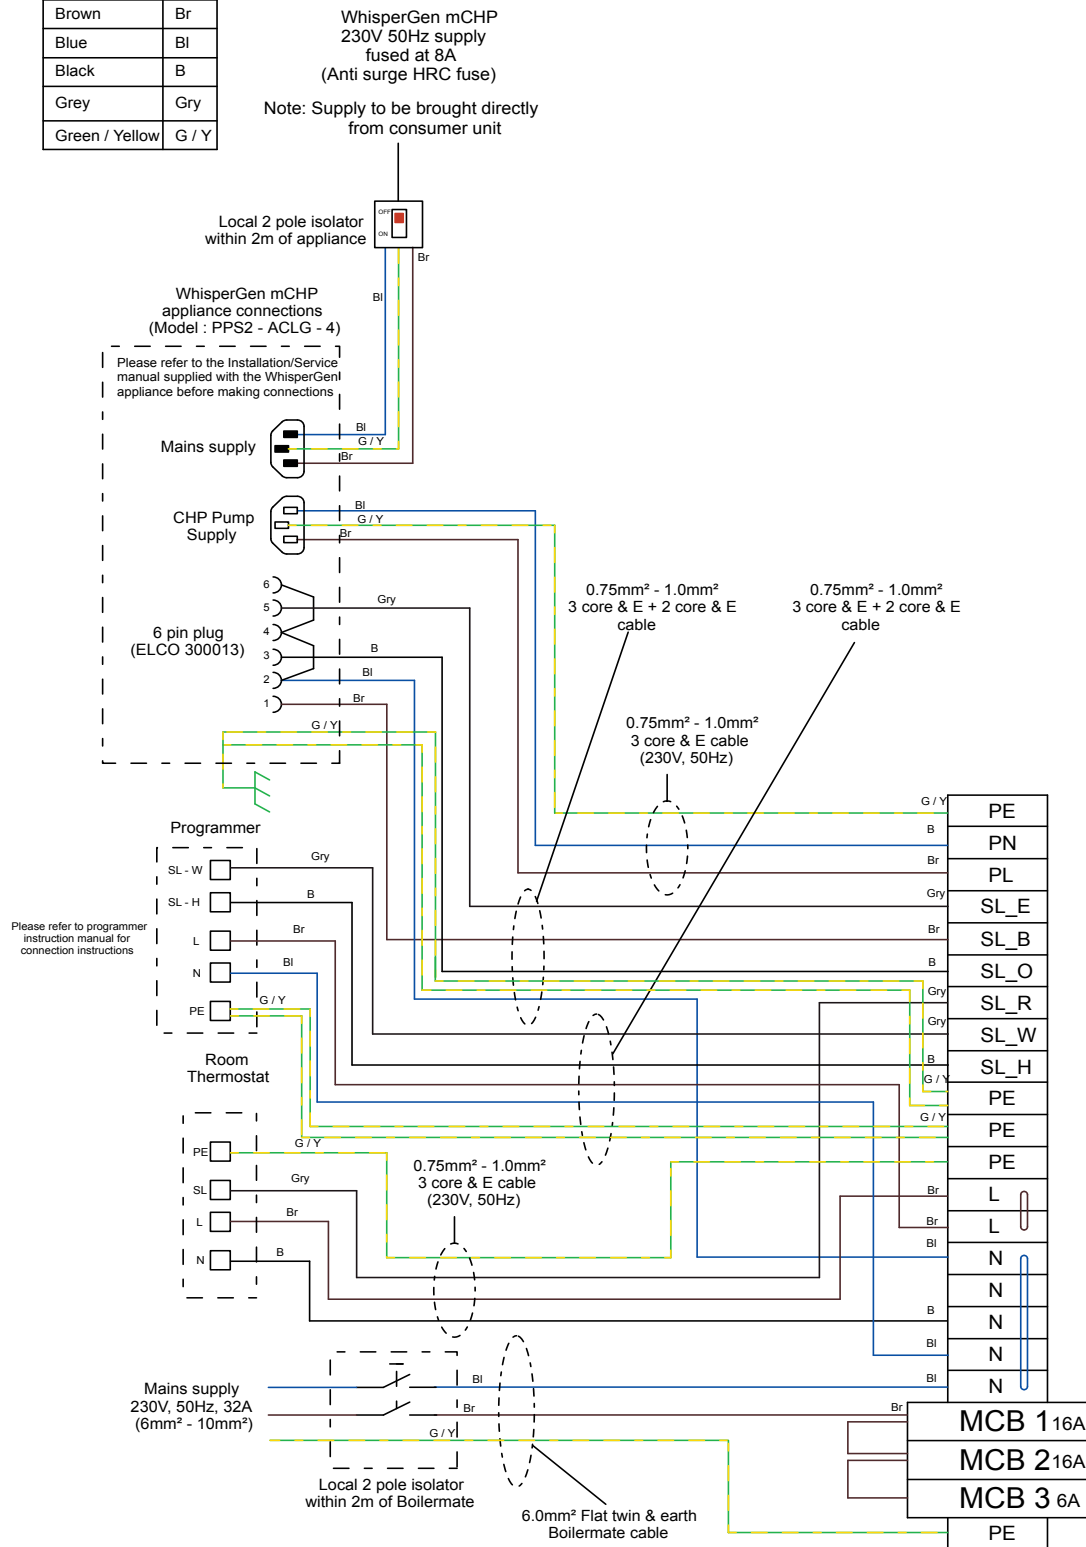 Brown Br
Blue Bl
Black B
Grey Gry
Green / Yellow G / Y
WhisperGen mCHP
230V 50Hz supply
fused at 8A
(Anti surge HRC fuse)
Note: Supply to be brought directly
from consumer unit
OFF
ON
Local 2 pole isolator
within 2m of appliance
Br
Bl
WhisperGen mCHP
appliance connections
(Model : PPS2 - ACLG - 4)
Please refer to the Installation/Service
manual supplied with the WhisperGen
appliance before making connections
Mains supply
Bl
G / Y
Br
CHP Pump
Supply
Bl
G / Y
Br
6 pin plug
(ELCO 300013)
6
5
4
3
2
1
Gry
B
Bl
Br
G / Y
0.75mm² - 1.0mm²
3 core & E + 2 core & E
cable
0.75mm² - 1.0mm²
3 core & E + 2 core & E
cable
0.75mm² - 1.0mm²
3 core & E cable
(230V, 50Hz)
Programmer
SL - W
SL - H
L
N
PE
Gry
B
Br
Bl
G / Y
Please refer to programmer
instruction manual for
connection instructions
Room
Thermostat
PE
SL
L
N
G / Y
Gry
Br
B
0.75mm² - 1.0mm²
3 core & E cable
(230V, 50Hz)
G / Y PE
B PN
Br PL
Gry SL_E
Br SL_B
B SL_O
Gry SL_R
Gry SL_W
B SL_H
G / Y PE
G / Y PE
PE
Br L
Br L
Bl N
N
B N
Bl N
Bl N
Br MCB 1 16A
MCB 2 16A
MCB 3 6A
PE
Mains supply
230V, 50Hz, 32A
(6mm² - 10mm²)
Bl
Br
G / Y
Local 2 pole isolator
within 2m of Boilermate
6.0mm² Flat twin & earth
Boilermate cable